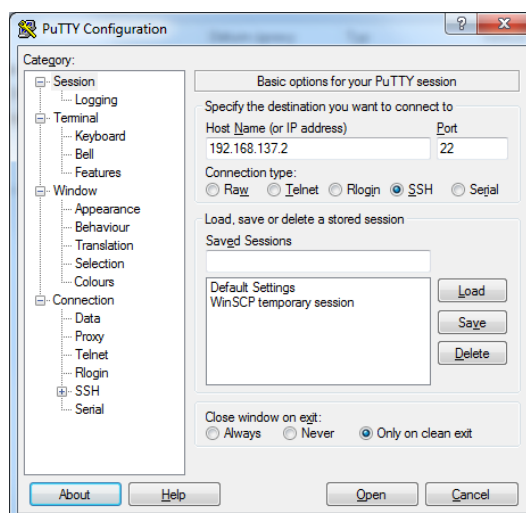 PuTTY Configuration
Category:
Session
Logging
Terminal
Keyboard
Bell
Features
Window
Appearance
Behaviour
Translation
Selection
Colours
Connection
Data
Proxy
Telnet
Rlogin
SSH
Serial
Basic options for your PuTTY session
Specify the destination you want to connect to
Host Name (or IP address) Port
192.168.137.2 22
Connection type:
Raw Telnet Rlogin SSH Serial
Load, save or delete a stored session
Saved Sessions
Default Settings
WinSCP temporary session
Load
Save
Delete
Close window on exit:
Always Never Only on clean exit
About Help Open Cancel